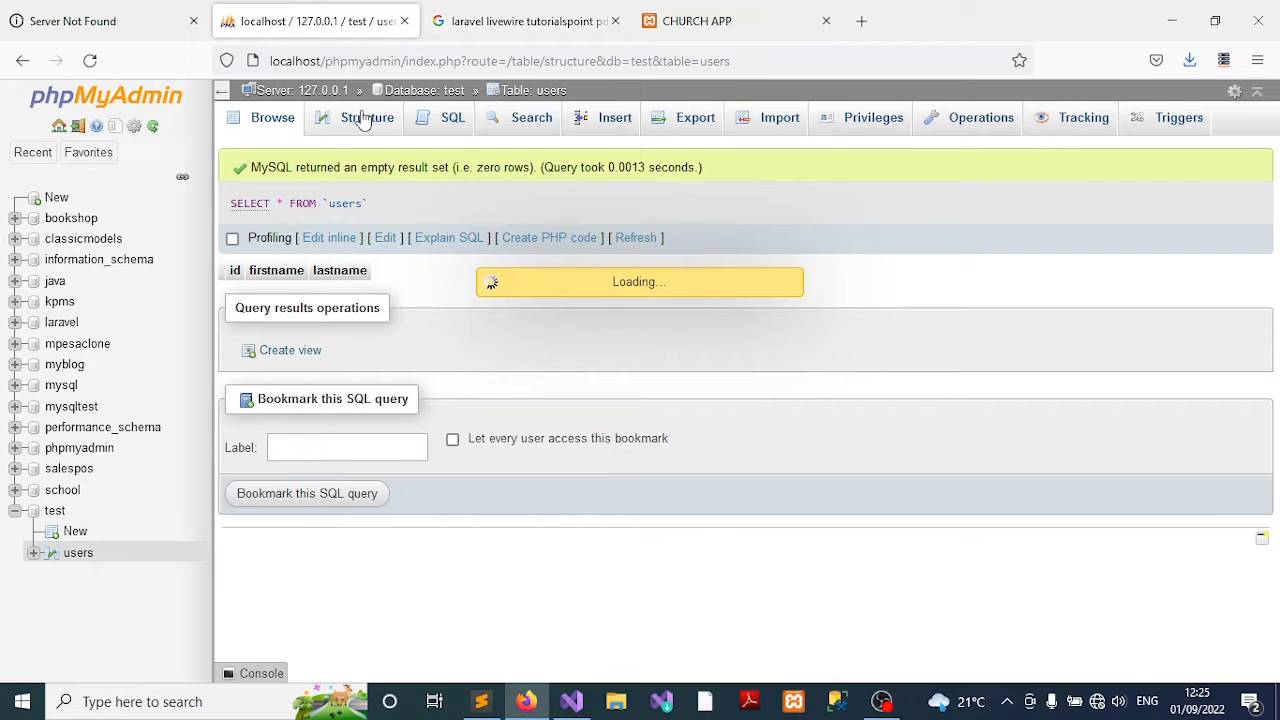 Server Not Found
localhost / 127.0.0.1 / test / use
laravel livewire tutorialspoint pd
CHURCH APP
localhost/phpmyadmin/index.php?route=/table/structure&db=test&table=users
phpMyAdmin
Recent
Favorites
New
bookshop
classicmodels
information_schema
java
kpms
laravel
mpesaclone
myblog
mysql
mysqltest
performance_schema
phpmyadmin
salespos
school
test
New
users
Server: 127.0.0.1 » Database: test » Table: users
Browse
Structure
SQL
Search
Insert
Export
Import
Privileges
Operations
Tracking
Triggers
MySQL returned an empty result set (i.e. zero rows). (Query took 0.0013 seconds.)
SELECT * FROM `users`
Profiling [ Edit inline ] [ Edit ] [ Explain SQL ] [ Create PHP code ] [ Refresh ]
id firstname lastname
Loading...
Query results operations
Create view
Bookmark this SQL query
Label:
Let every user access this bookmark
Bookmark this SQL query
Console
Type here to search
21°C
ENG
12:25
01/09/2022
2